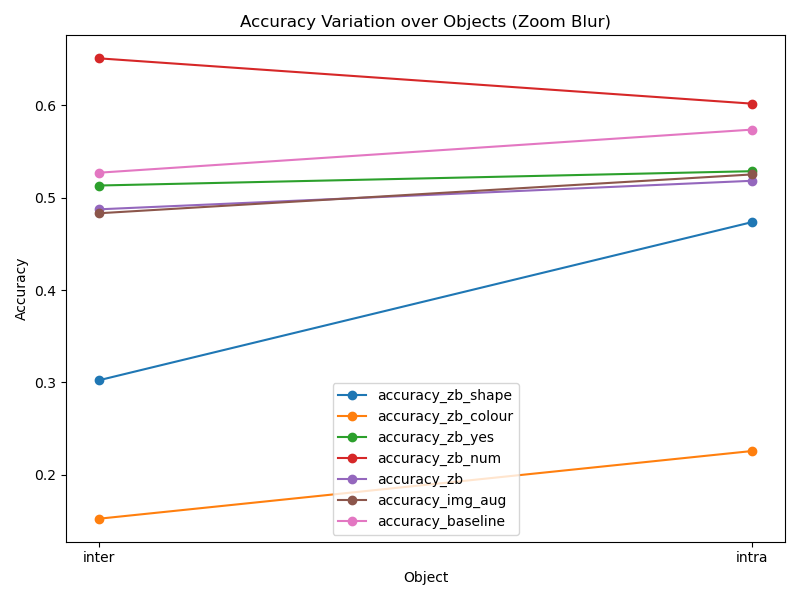 Accuracy Variation over Objects (Zoom Blur)
Accuracy
0.6
0.5
0.4
0.3
0.2
accuracy_zb_shape
accuracy_zb_colour
accuracy_zb_yes
accuracy_zb_num
accuracy_zb
accuracy_img_aug
accuracy_baseline
inter
intra
Object